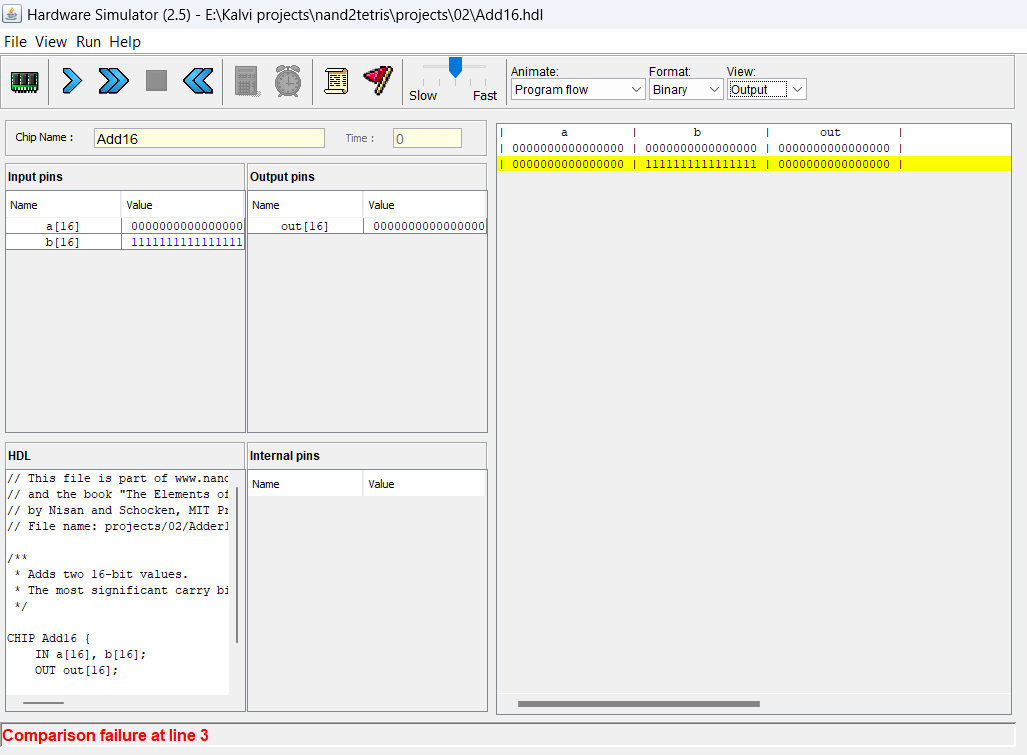 Hardware Simulator (2.5) - E:\Kalvi projects\nand2tetris\projects\02\Add16.hdl
File View Run Help
Slow Fast
Animate: Format: View:
Program flow Binary Output
Chip Name : Add16 Time : 0
Input pins
Name Value
a[16] 0000000000000000
b[16] 1111111111111111
Output pins
Name Value
out[16] 0000000000000000
| a | b | out |
| 0000000000000000 | 0000000000000000 | 0000000000000000 |
| 0000000000000000 | 1111111111111111 | 0000000000000000 |
HDL
// This file is part of www.nand
// and the book "The Elements of
// by Nisan and Schocken, MIT Pr
// File name: projects/02/Adder1
/**
* Adds two 16-bit values.
* The most significant carry bi
*/
CHIP Add16 {
IN a[16], b[16];
OUT out[16];
Internal pins
Name Value
Comparison failure at line 3